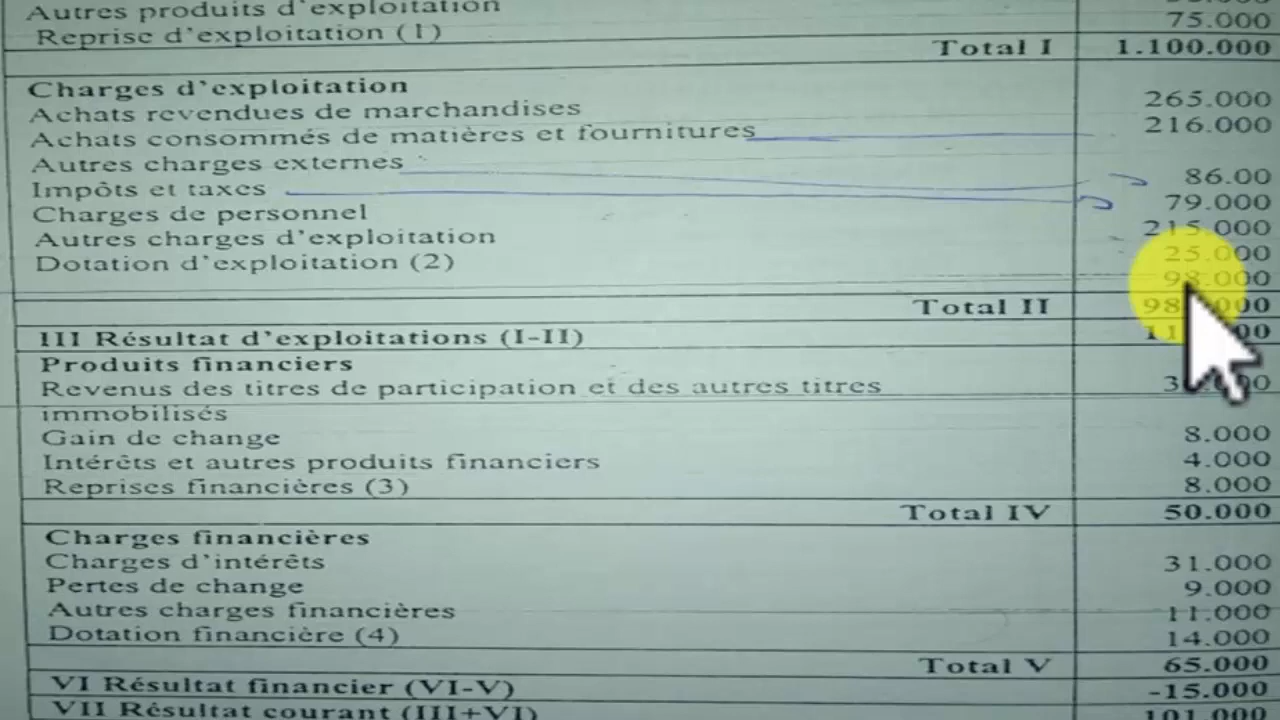 Autres produits d'exploitation
Reprise d'exploitation (1) 75.000
Total I 1.100.000
Charges d'exploitation
Achats revendues de marchandises 265.000
Achats consommés de matières et fournitures 216.000
Autres charges externes 86.00
Impôts et taxes 79.000
Charges de personnel 215.000
Autres charges d'exploitation 25.000
Dotation d'exploitation (2) 98.000
Total II
III Résultat d'exploitations (I-II)
Produits financiers
Revenus des titres de participation et des autres titres
immobilisés
Gain de change 8.000
Intérêts et autres produits financiers 4.000
Reprises financières (3) 8.000
Total IV 50.000
Charges financières
Charges d'intérêts 31.000
Pertes de change 9.000
Autres charges financières 11.000
Dotation financière (4) 14.000
Total V 65.000
VI Résultat financier (VI-V) -15.000
VII Résultat courant (III+VI) 101.000